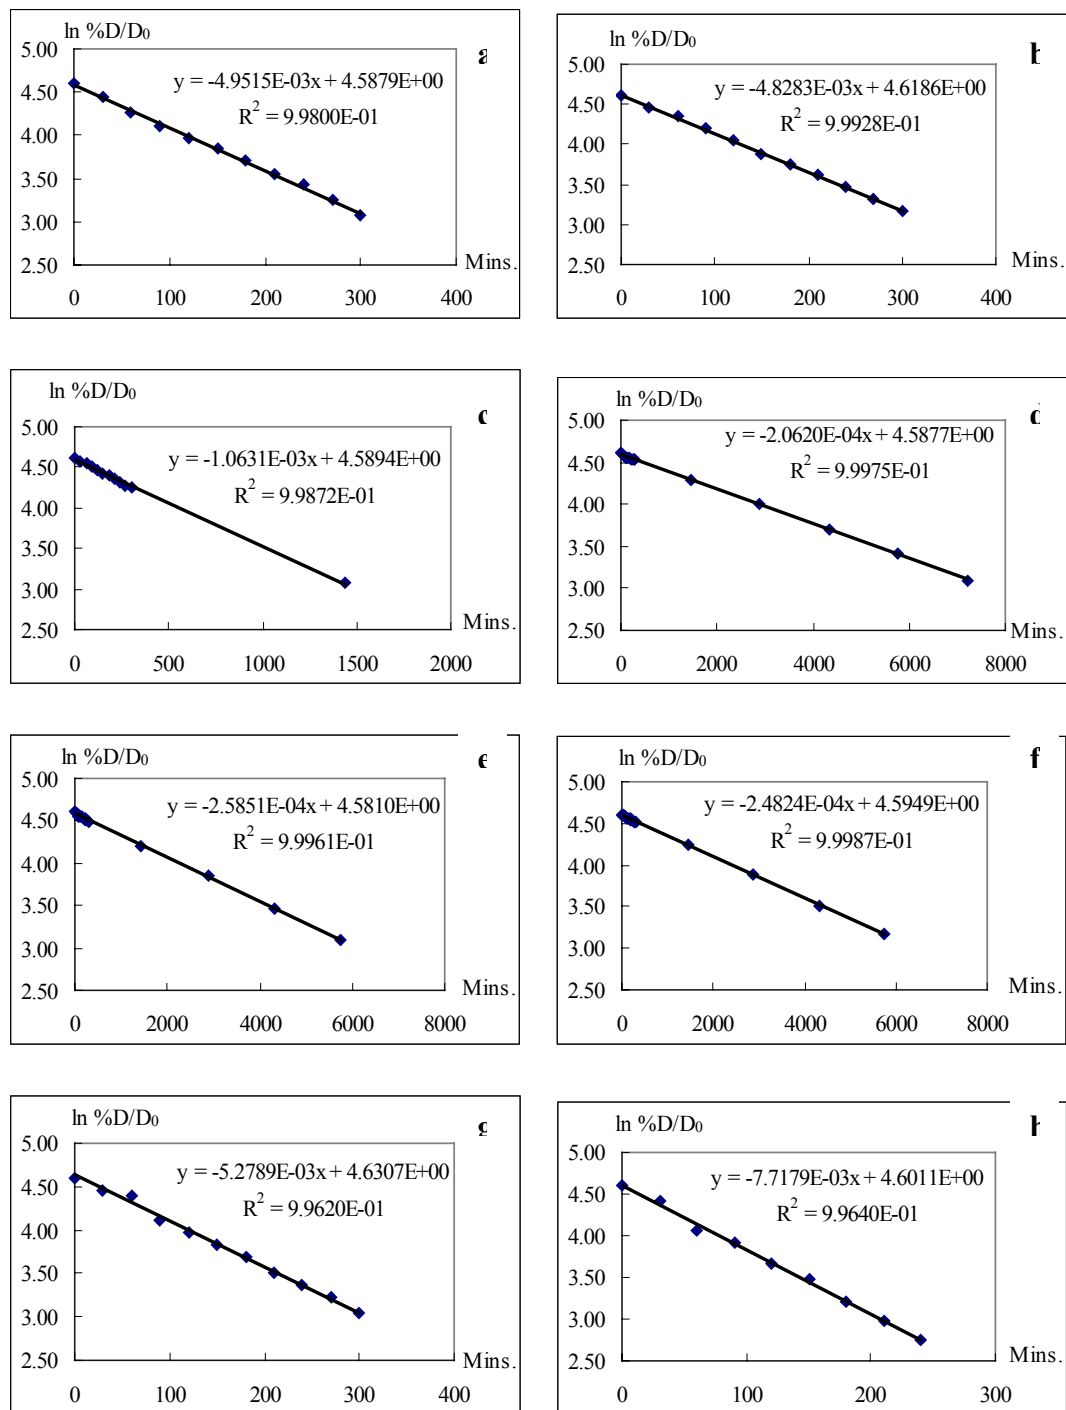 ln %D/D₀
a
5.00
y = -4.9515E-03x + 4.5879E+00
4.50
R² = 9.9800E-01
4.00
3.50
3.00
2.50
Mins.
0 100 200 300 400
ln %D/D₀
b
5.00
y = -4.8283E-03x + 4.6186E+00
4.50
R² = 9.9928E-01
4.00
3.50
3.00
2.50
Mins.
0 100 200 300 400
ln %D/D₀
c
5.00
y = -1.0631E-03x + 4.5894E+00
4.50
R² = 9.9872E-01
4.00
3.50
3.00
2.50
Mins.
0 500 1000 1500 2000
ln %D/D₀
d
5.00
y = -2.0620E-04x + 4.5877E+00
4.50
R² = 9.9975E-01
4.00
3.50
3.00
2.50
Mins.
0 2000 4000 6000 8000
ln %D/D₀
e
5.00
y = -2.5851E-04x + 4.5810E+00
4.50
R² = 9.9961E-01
4.00
3.50
3.00
2.50
Mins.
0 2000 4000 6000 8000
ln %D/D₀
f
5.00
y = -2.4824E-04x + 4.5949E+00
4.50
R² = 9.9987E-01
4.00
3.50
3.00
2.50
Mins.
0 2000 4000 6000 8000
ln %D/D₀
g
5.00
y = -5.2789E-03x + 4.6307E+00
4.50
R² = 9.9620E-01
4.00
3.50
3.00
2.50
Mins.
0 100 200 300 400
ln %D/D₀
h
5.00
y = -7.7179E-03x + 4.6011E+00
4.50
R² = 9.9640E-01
4.00
3.50
3.00
2.50
Mins.
0 100 200 300